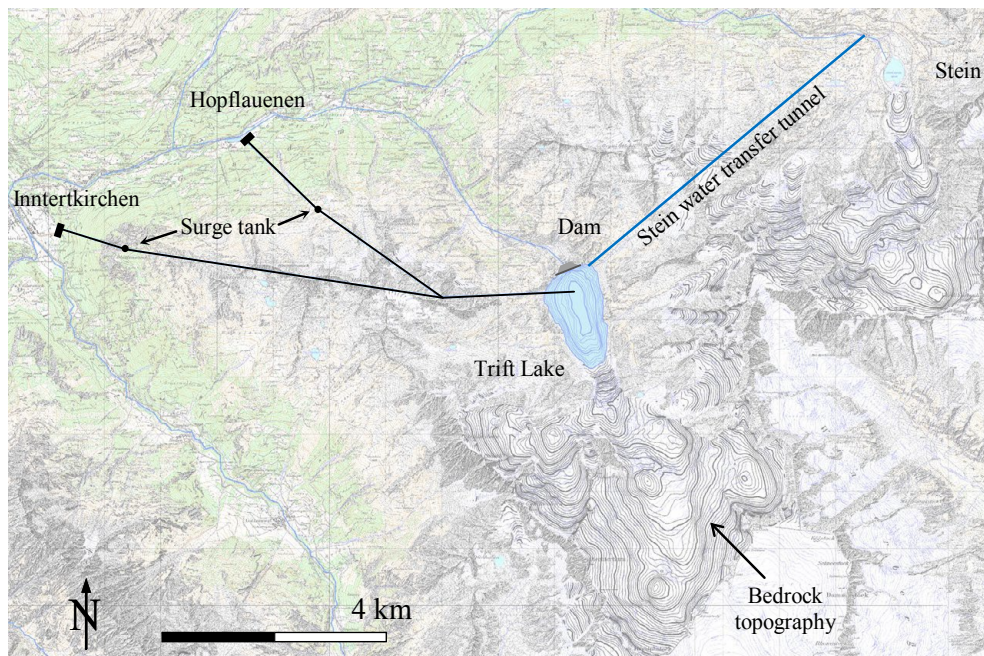 Stein
Hopflauenen
Stein water transfer tunnel
Inntertkirchen
Surge tank
Dam
Trift Lake
Bedrock
topography
N
4 km